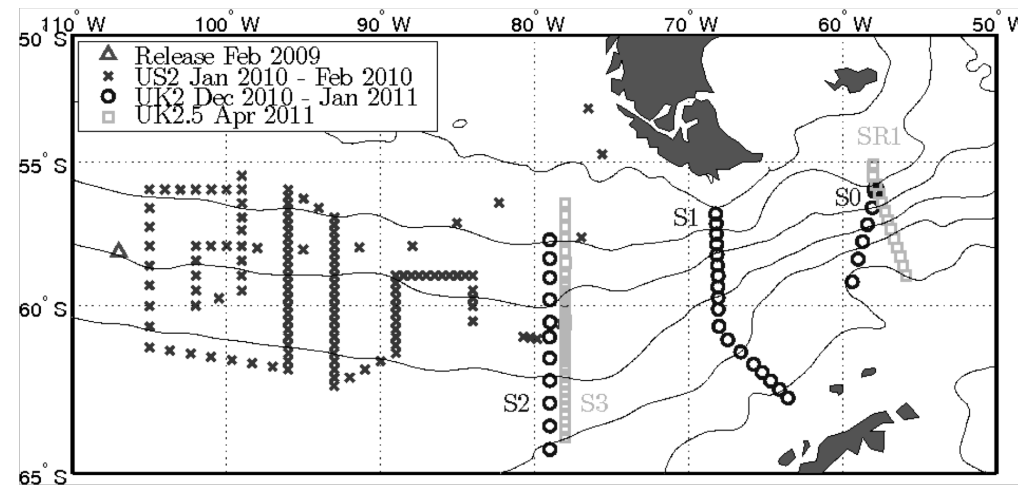 110° W 100° W 90° W 80° W 70° W 60° W 50° W
50° S
Release Feb 2009
US2 Jan 2010 - Feb 2010
UK2 Dec 2010 - Jan 2011
UK2.5 Apr 2011
SR1
55° S
S0
S1
60° S
S2
S3
65° S